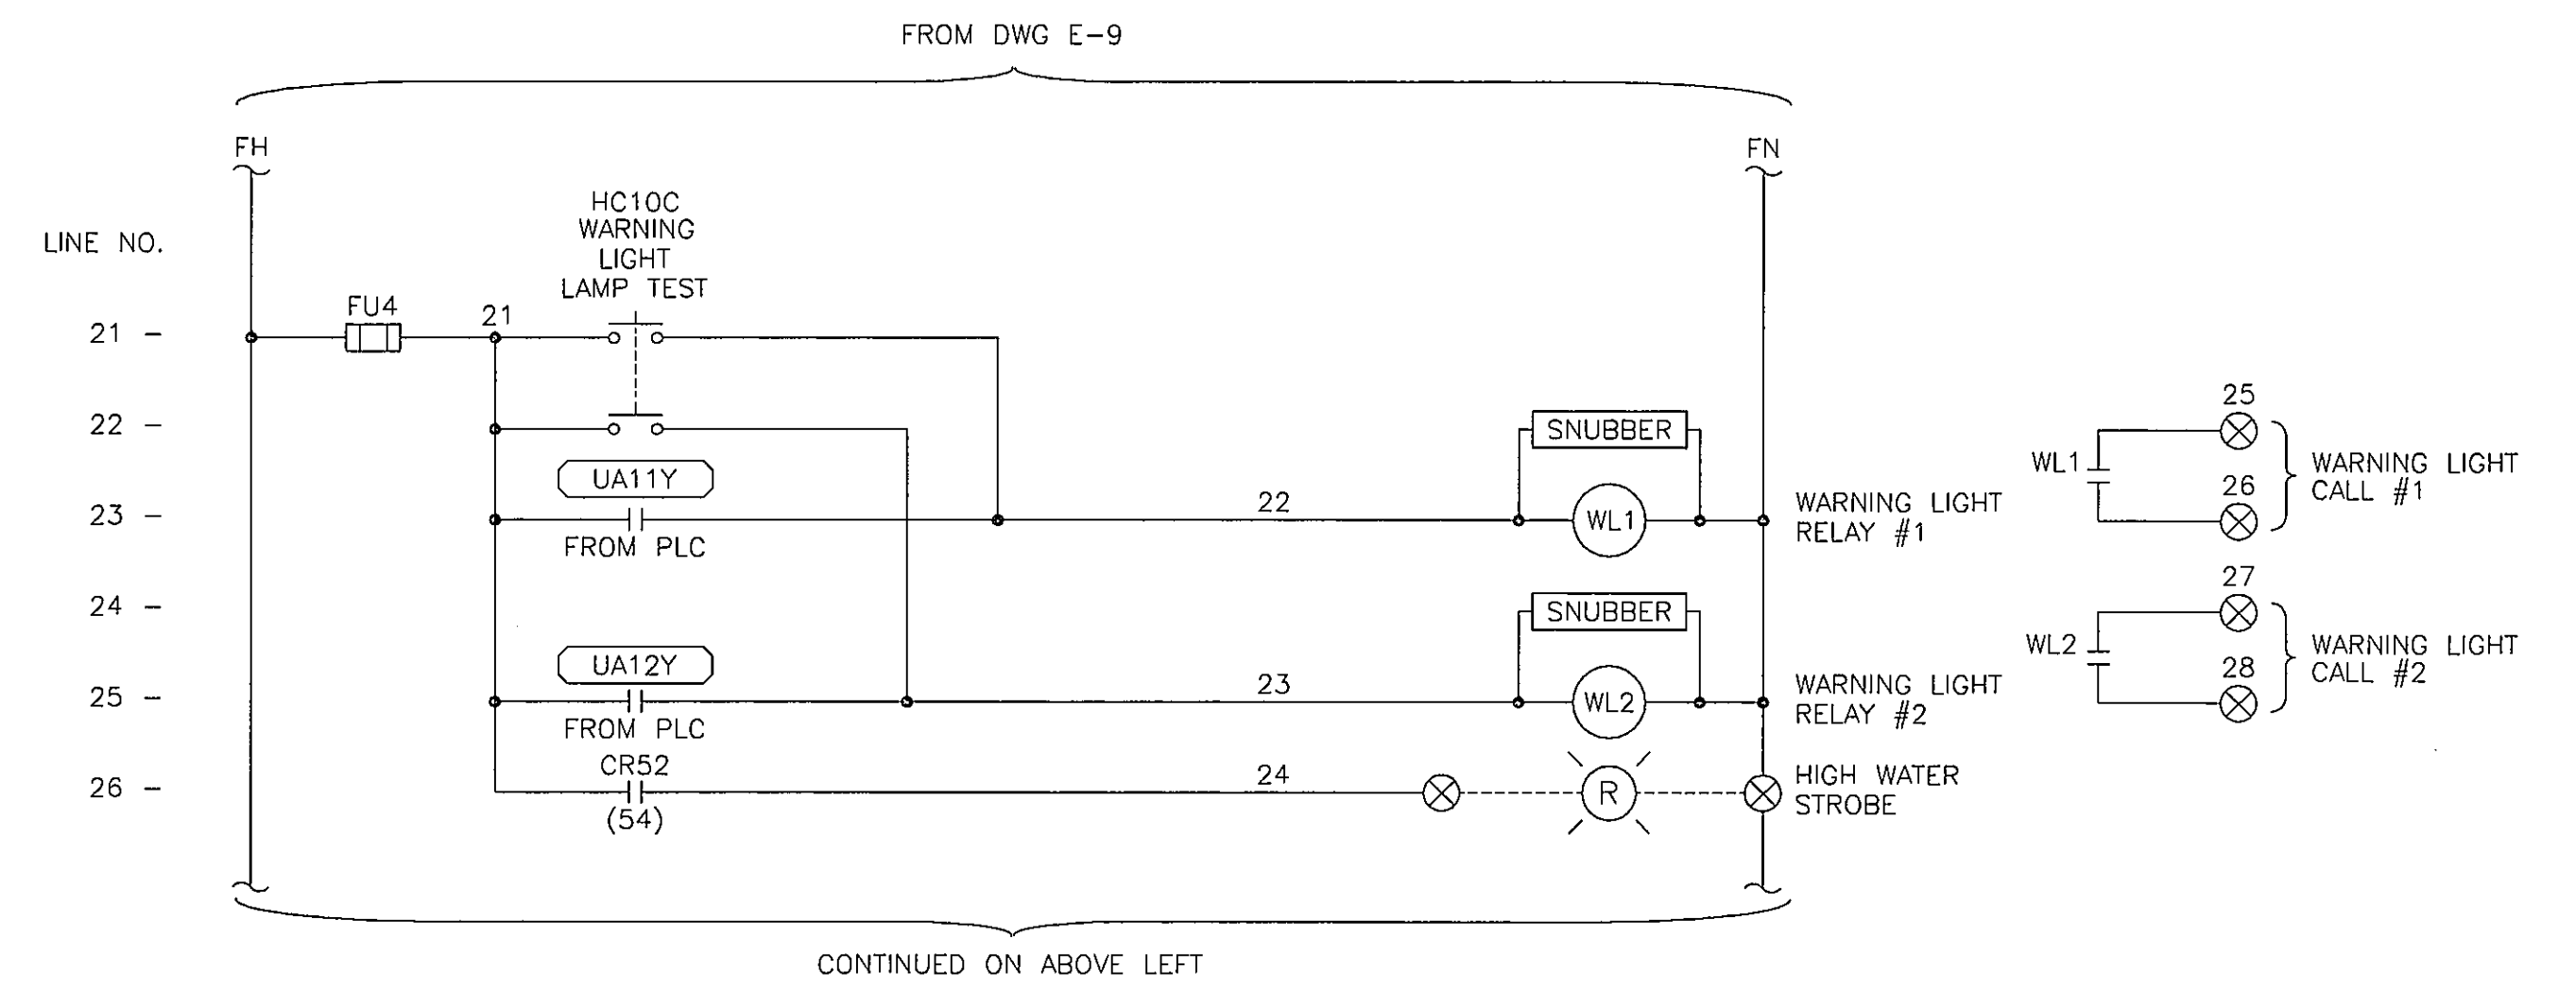 FROM DWG E-9
FH
FN
HC10C
WARNING
LIGHT
LAMP TEST
LINE NO.
FU4
21
21 -
22 -
SNUBBER
25
UA11Y
WL1
26
WARNING LIGHT
CALL #1
23 -
FROM PLC
22
WL1
WARNING LIGHT
RELAY #1
24 -
SNUBBER
27
UA12Y
WL2
28
WARNING LIGHT
CALL #2
25 -
FROM PLC
23
WL2
WARNING LIGHT
RELAY #2
26 -
CR52
(54)
24
R
HIGH WATER
STROBE
CONTINUED ON ABOVE LEFT